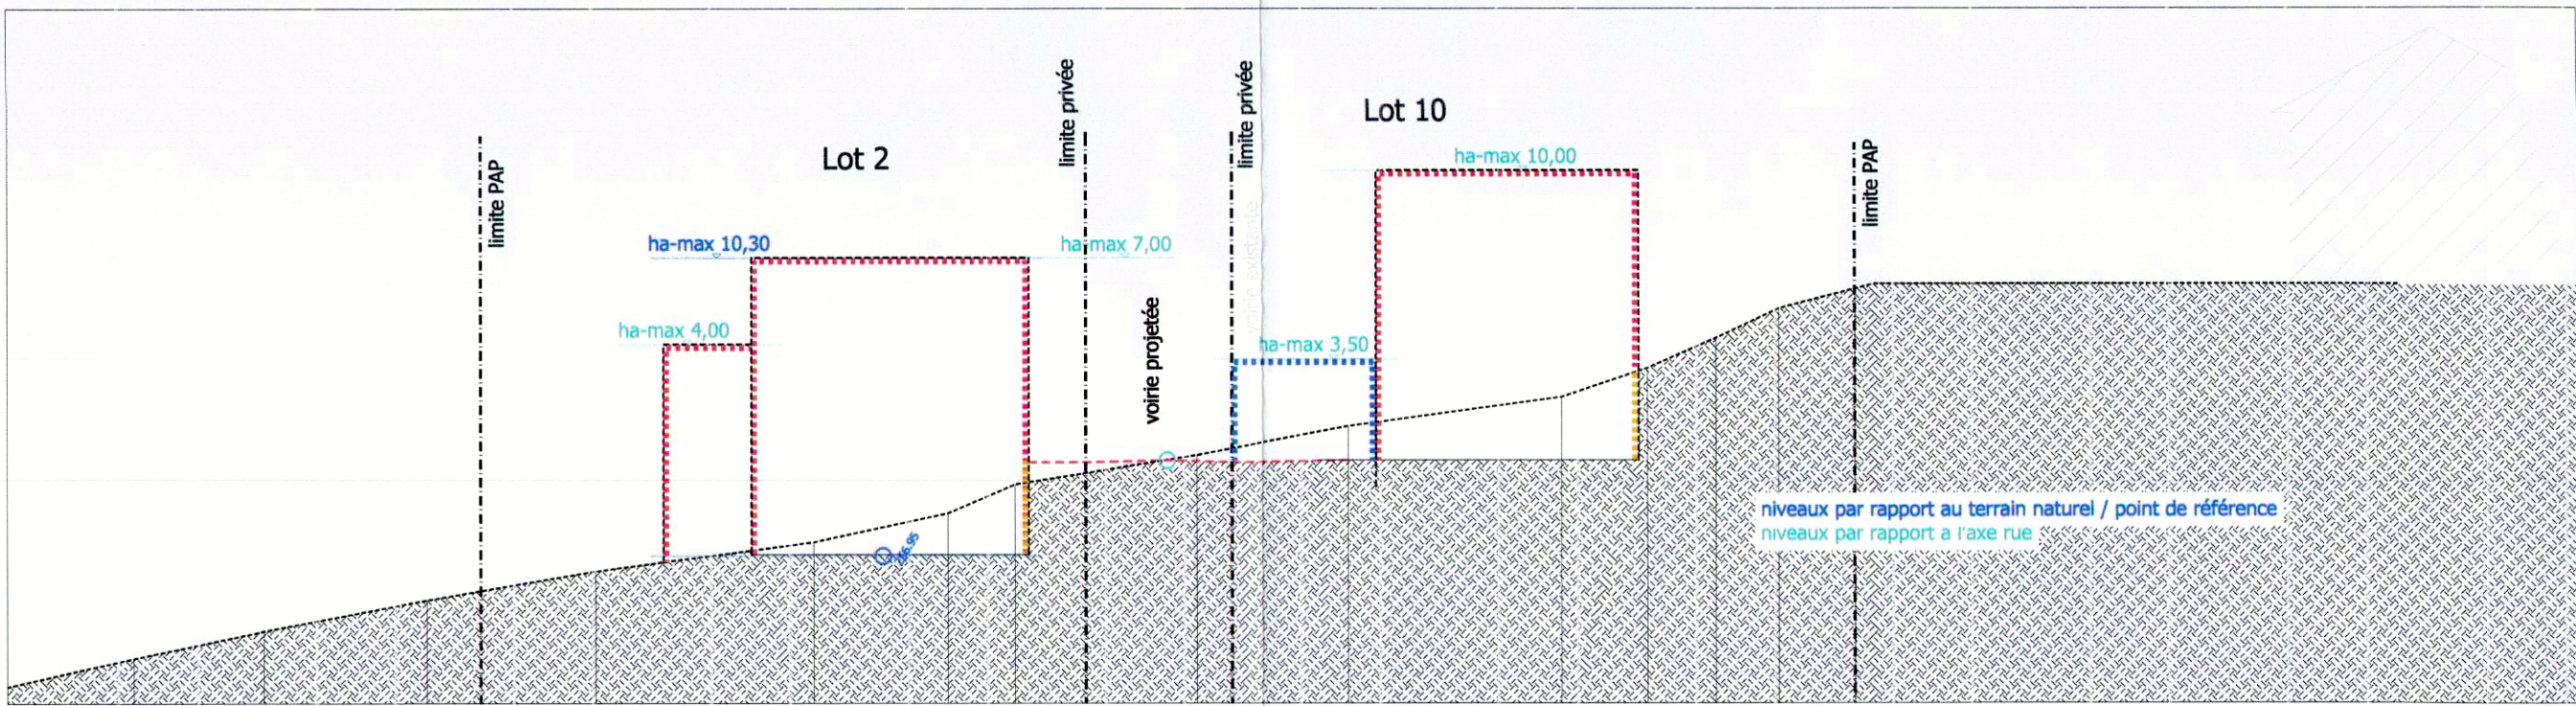 limite PAP
Lot 2
limite privée
limite privée
Lot 10
limite PAP
ha-max 10,30
ha-max 7,00
ha-max 10,00
ha-max 4,00
voirie projetée
voirie existante
ha-max 3,50
niveaux par rapport au terrain naturel / point de référence
niveaux par rapport a l'axe rue